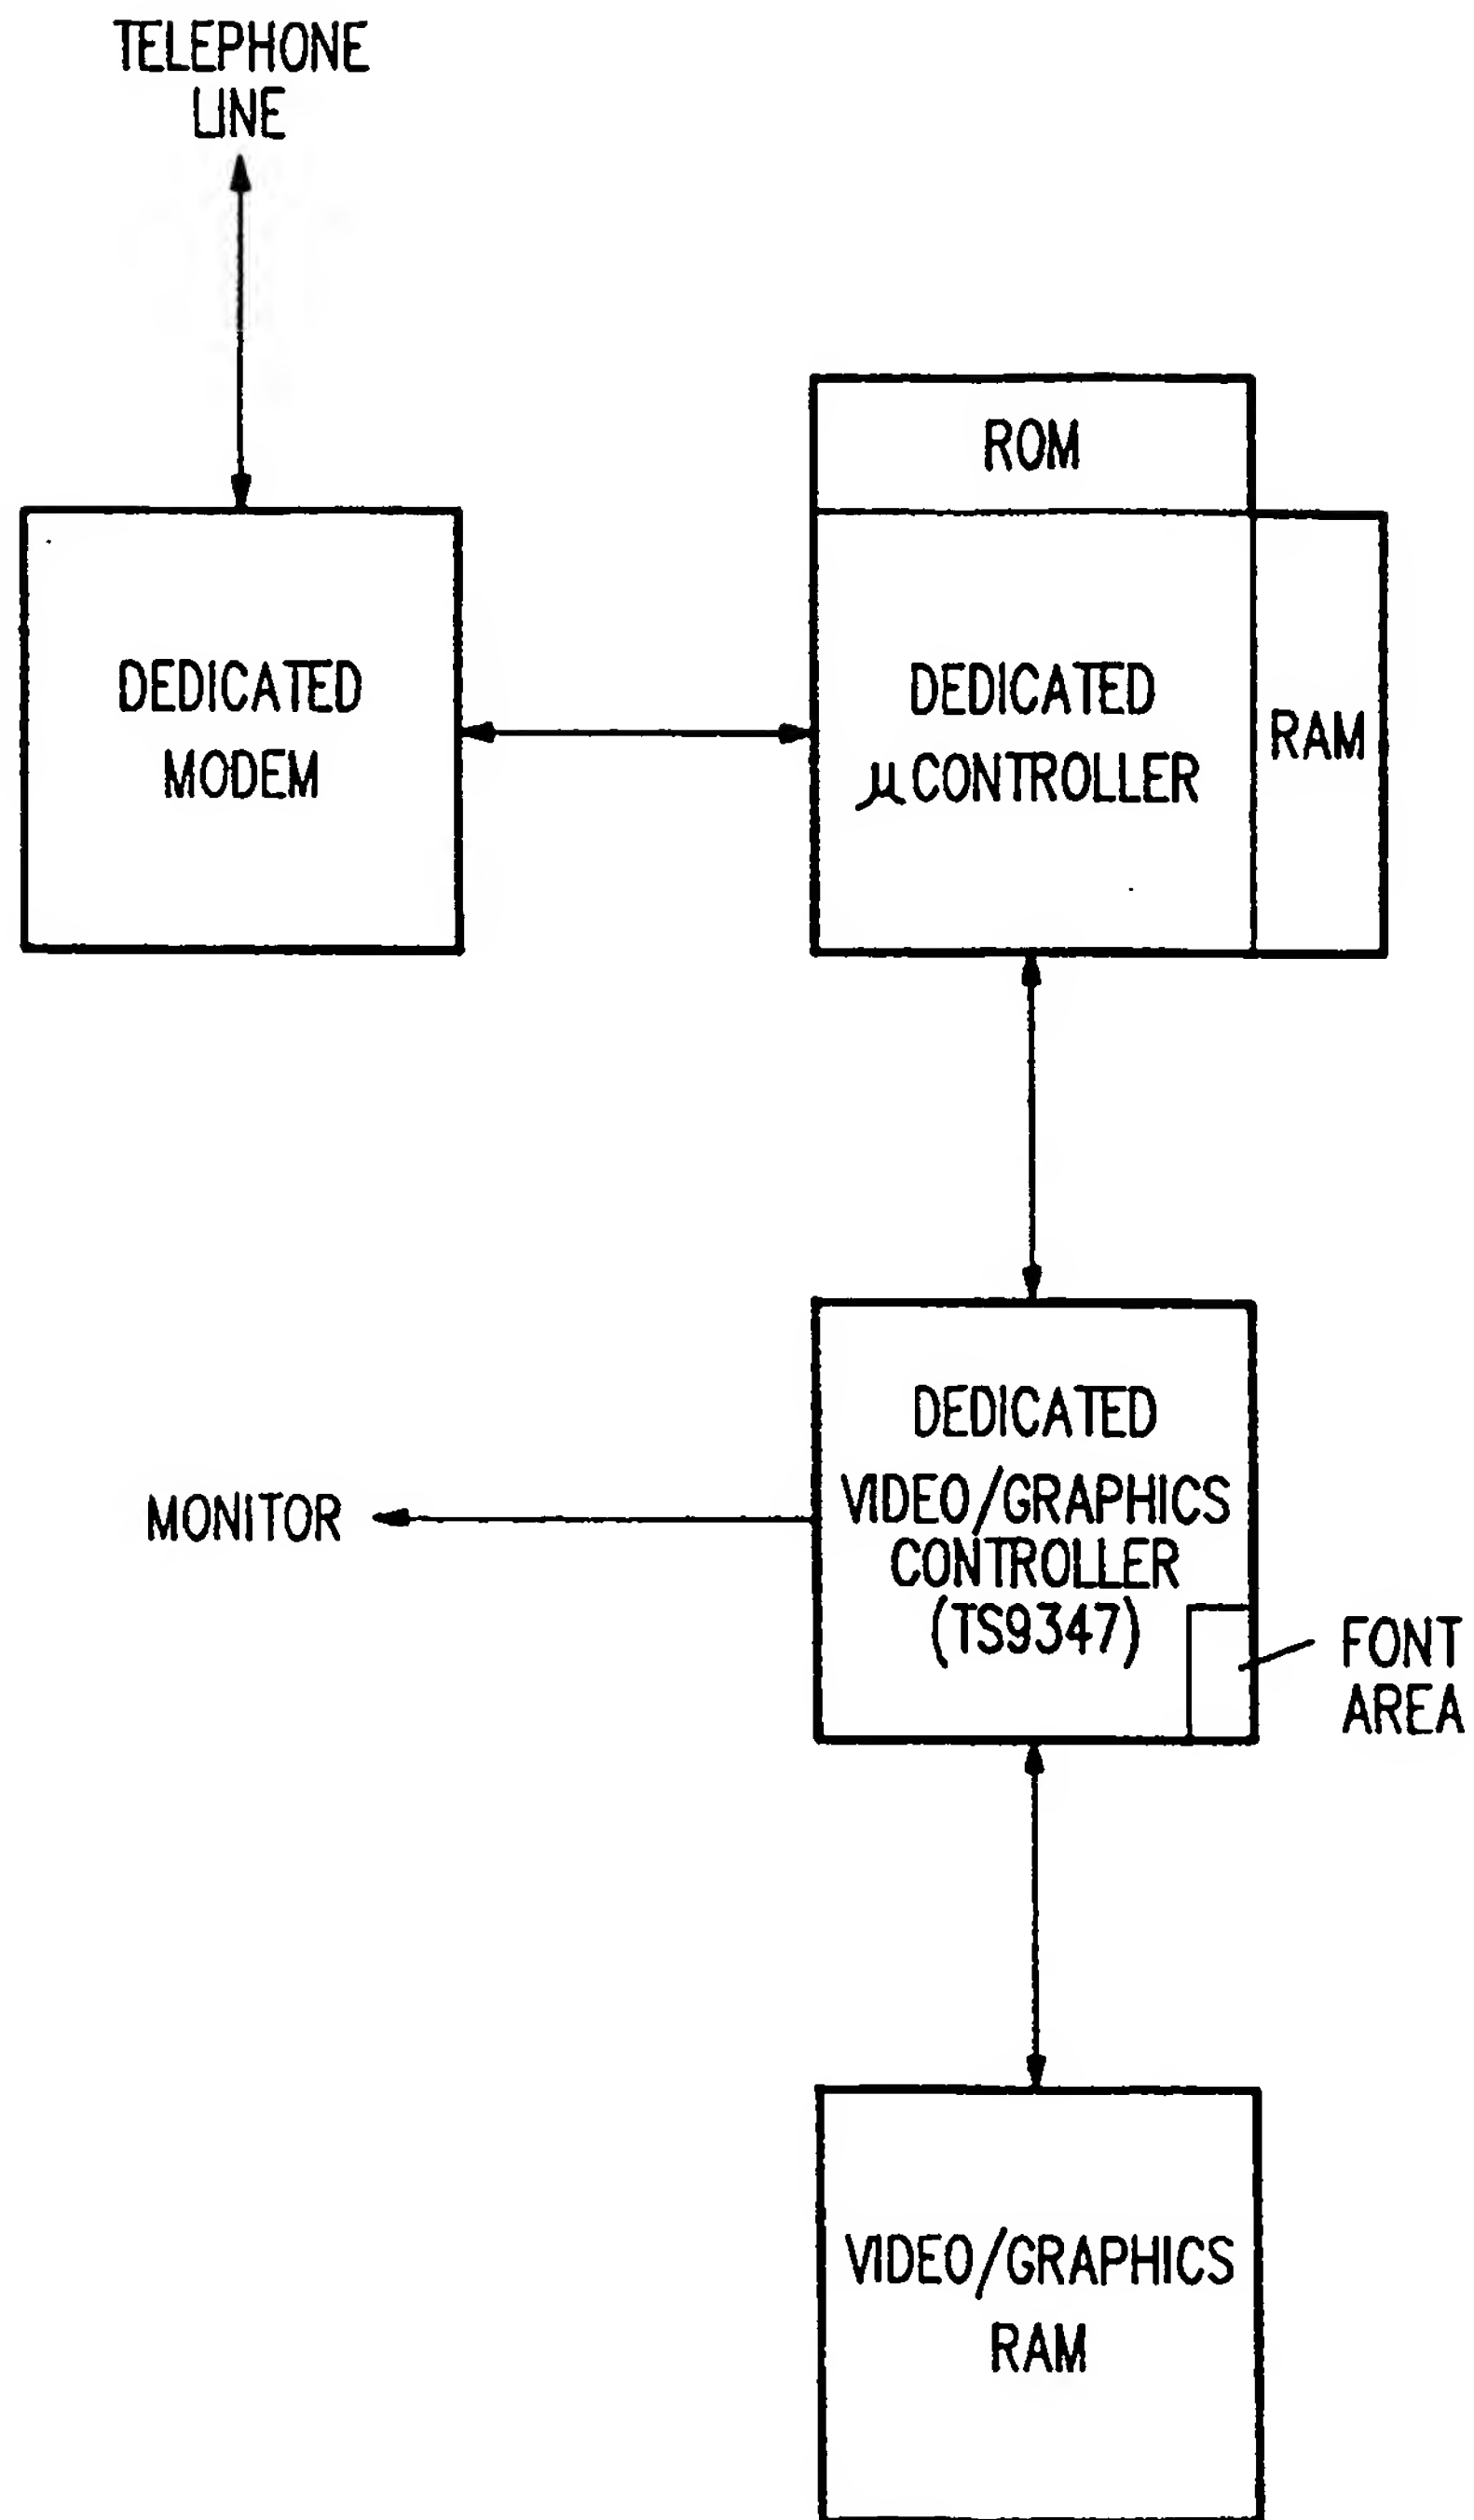 TELEPHONE
LINE
ROM
DEDICATED
MODEM
DEDICATED
μCONTROLLER
RAM
DEDICATED
VIDEO/GRAPHICS
CONTROLLER
(TS9347)
MONITOR
FONT
AREA
VIDEO/GRAPHICS
RAM